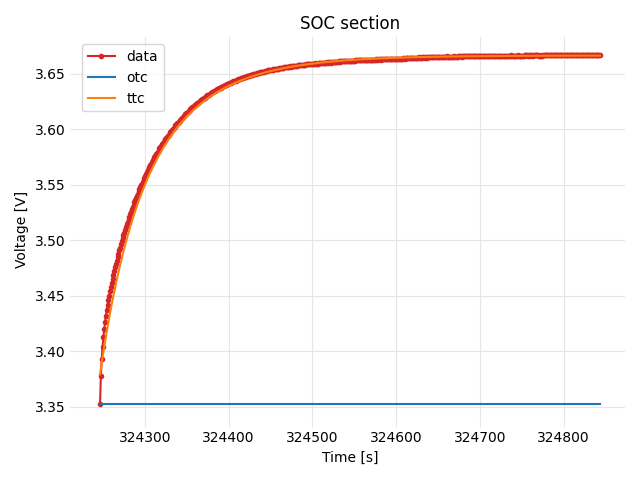 SOC section
data
otc
ttc
Voltage [V]
3.65
3.60
3.55
3.50
3.45
3.40
3.35
324300 324400 324500 324600 324700 324800
Time [s]